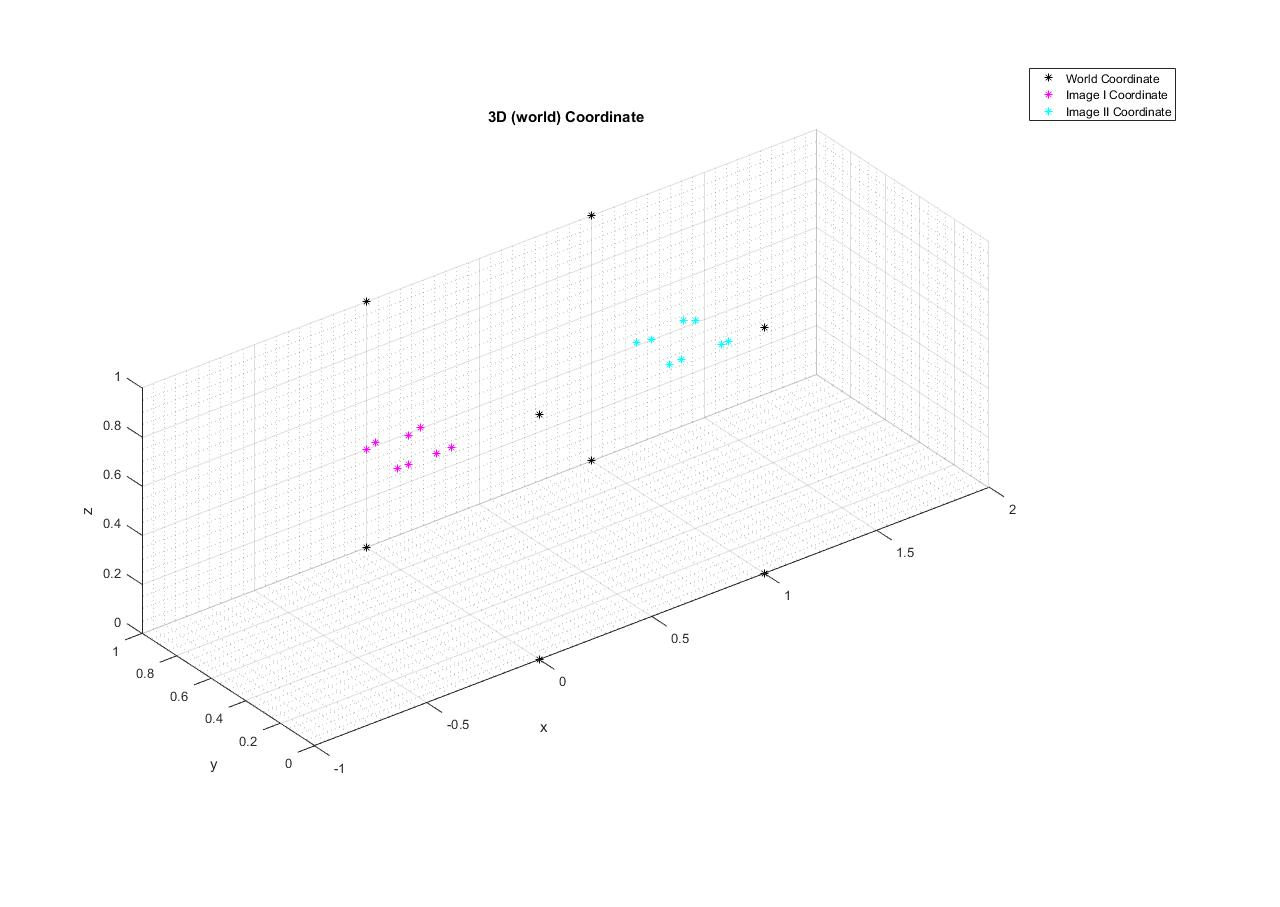 World Coordinate
Image I Coordinate
Image II Coordinate
3D (world) Coordinate
1
0.8
0.6
0.4
0.2
0
z
1
0.8
0.6
0.4
0.2
0
y
-1
-0.5
0
0.5
1
1.5
2
x